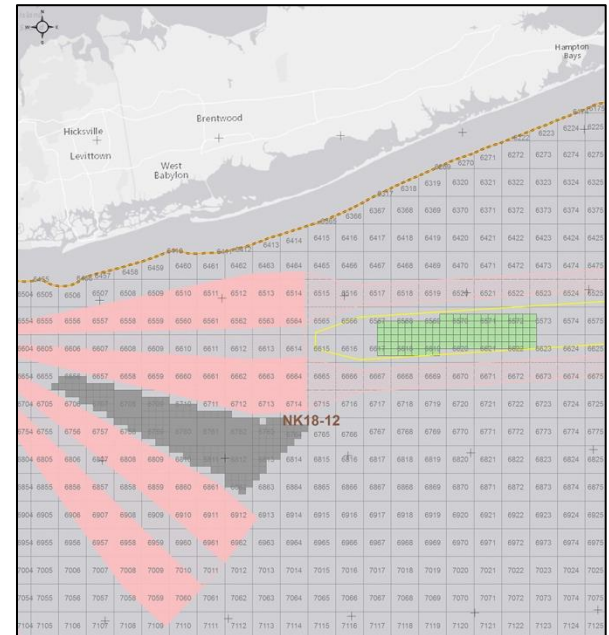 Hampton
Bays
Brentwood
Hicksville
Levittown
West
Babylon
6222 6223 6224 6225
6270 6271 6272 6273 6274 6275
6318 6319 6320 6321 6322 6323 6324 6325
6366 6367 6368 6369 6370 6371 6372 6373 6374 6375
6413 6414 6415 6416 6417 6418 6419 6420 6421 6422 6423 6424 6425
6458 6459 6460 6461 6462 6463 6464 6465 6466 6467 6468 6469 6470 6471 6472 6473 6474 6475
6504 6505 6506 6507 6508 6509 6510 6511 6512 6513 6514 6515 6516 6517 6518 6519 6520 6521 6522 6523 6524 6525
6554 6555 6556 6557 6558 6559 6560 6561 6562 6563 6564 6565 6566 6567 6574 6575
6604 6605 6606 6607 6608 6609 6610 6611 6612 6613 6614 6615 6616 6623 6624 6625
6654 6655 6657 6658 6659 6660 6661 6662 6663 6664 6665 6666 6667 6668 6669 6670 6671 6672 6673 6674 6675
6704 6705 6706 6711 6712 6713 6714 6715 6716 6717 6718 6719 6720 6721 6722 6723 6724 6725
NK18-12
6754 6755 6756 6757 6758 6765 6766 6767 6768 6769 6770 6771 6772 6773 6774 6775
6804 6805 6806 6807 6808 6809 6814 6815 6816 6817 6818 6819 6820 6821 6822 6823 6824 6825
6854 6855 6856 6857 6858 6859 6860 6861 6863 6864 6865 6866 6867 6868 6869 6870 6871 6872 6873 6874 6875
6904 6905 6906 6907 6908 6909 6910 6911 6912 6913 6914 6915 6916 6917 6918 6919 6920 6921 6922 6923 6924 6925
6954 6955 6956 6957 6958 6959 6960 6961 6962 6963 6964 6965 6966 6967 6968 6969 6970 6971 6972 6973 6974 6975
7004 7005 7006 7007 7008 7009 7010 7011 7012 7013 7014 7015 7016 7017 7018 7019 7020 7021 7022 7023 7024 7025
7054 7055 7056 7057 7058 7059 7060 7061 7062 7063 7064 7065 7066 7067 7068 7069 7070 7071 7072 7073 7074 7075
7104 7105 7106 7107 7108 7109 7110 7111 7112 7113 7114 7115 7116 7117 7118 7119 7120 7121 7122 7123 7124 7125